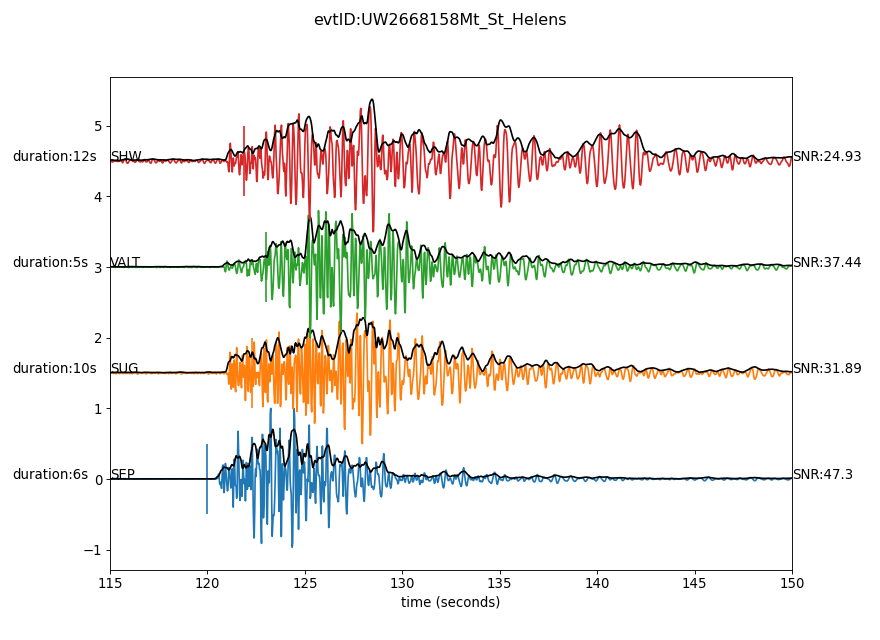 evtID:UW2668158Mt_St_Helens
5
duration:12s SHW SNR:24.93
4
duration:5s 3 VALT SNR:37.44
2
duration:10s SUG SNR:31.89
1
duration:6s 0 SEP SNR:47.3
−1
115 120 125 130 135 140 145 150
time (seconds)